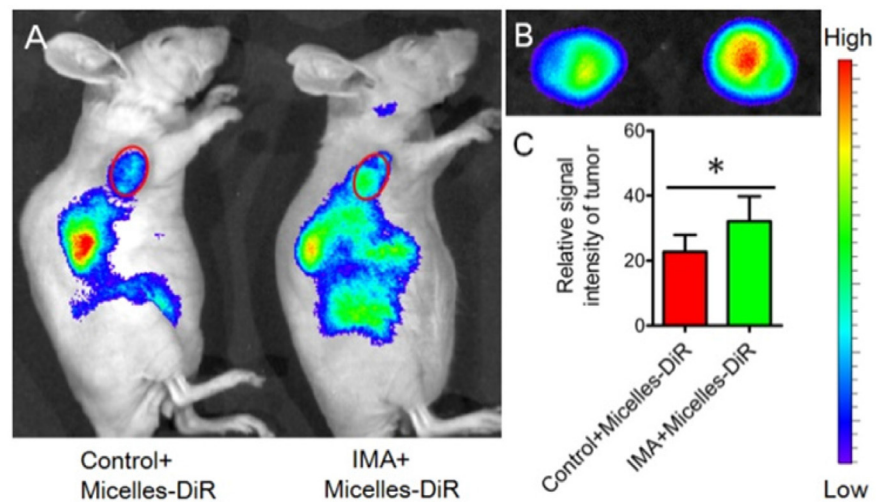 A
B
High
C
60
40
20
0
*
Relative signal
intensity of tumor
Control+Micelles-DiR
IMA+Micelles-DiR
Low
Control+
Micelles-DiR
IMA+
Micelles-DiR